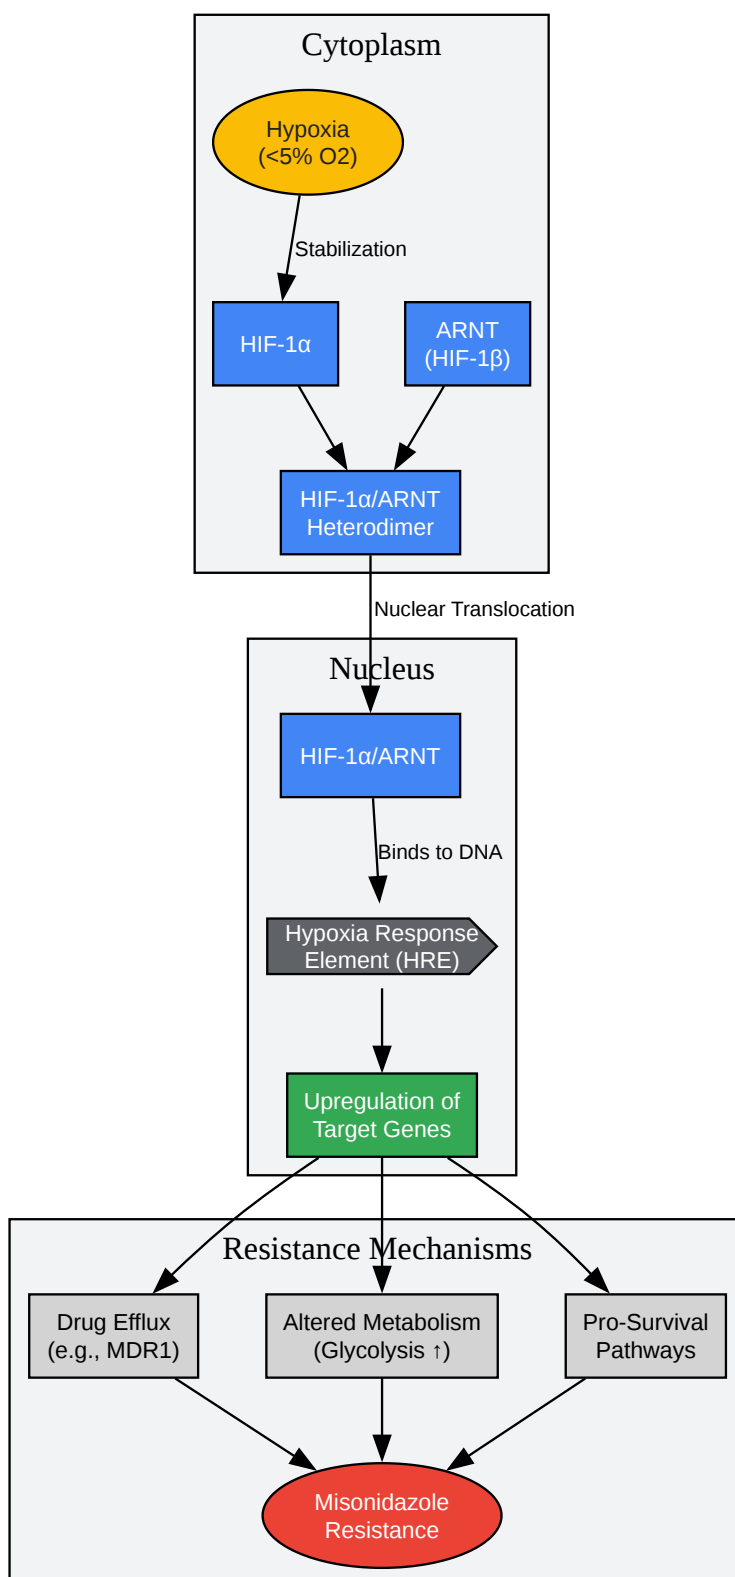 Cytoplasm
Hypoxia
(<5% O2)
Stabilization
HIF-1α
ARNT
(HIF-1β)
HIF-1α/ARNT
Heterodimer
Nuclear Translocation
Nucleus
HIF-1α/ARNT
Binds to DNA
Hypoxia Response
Element (HRE)
Upregulation of
Target Genes
Resistance Mechanisms
Drug Efflux
(e.g., MDR1)
Altered Metabolism
(Glycolysis ↑)
Pro-Survival
Pathways
Misonidazole
Resistance